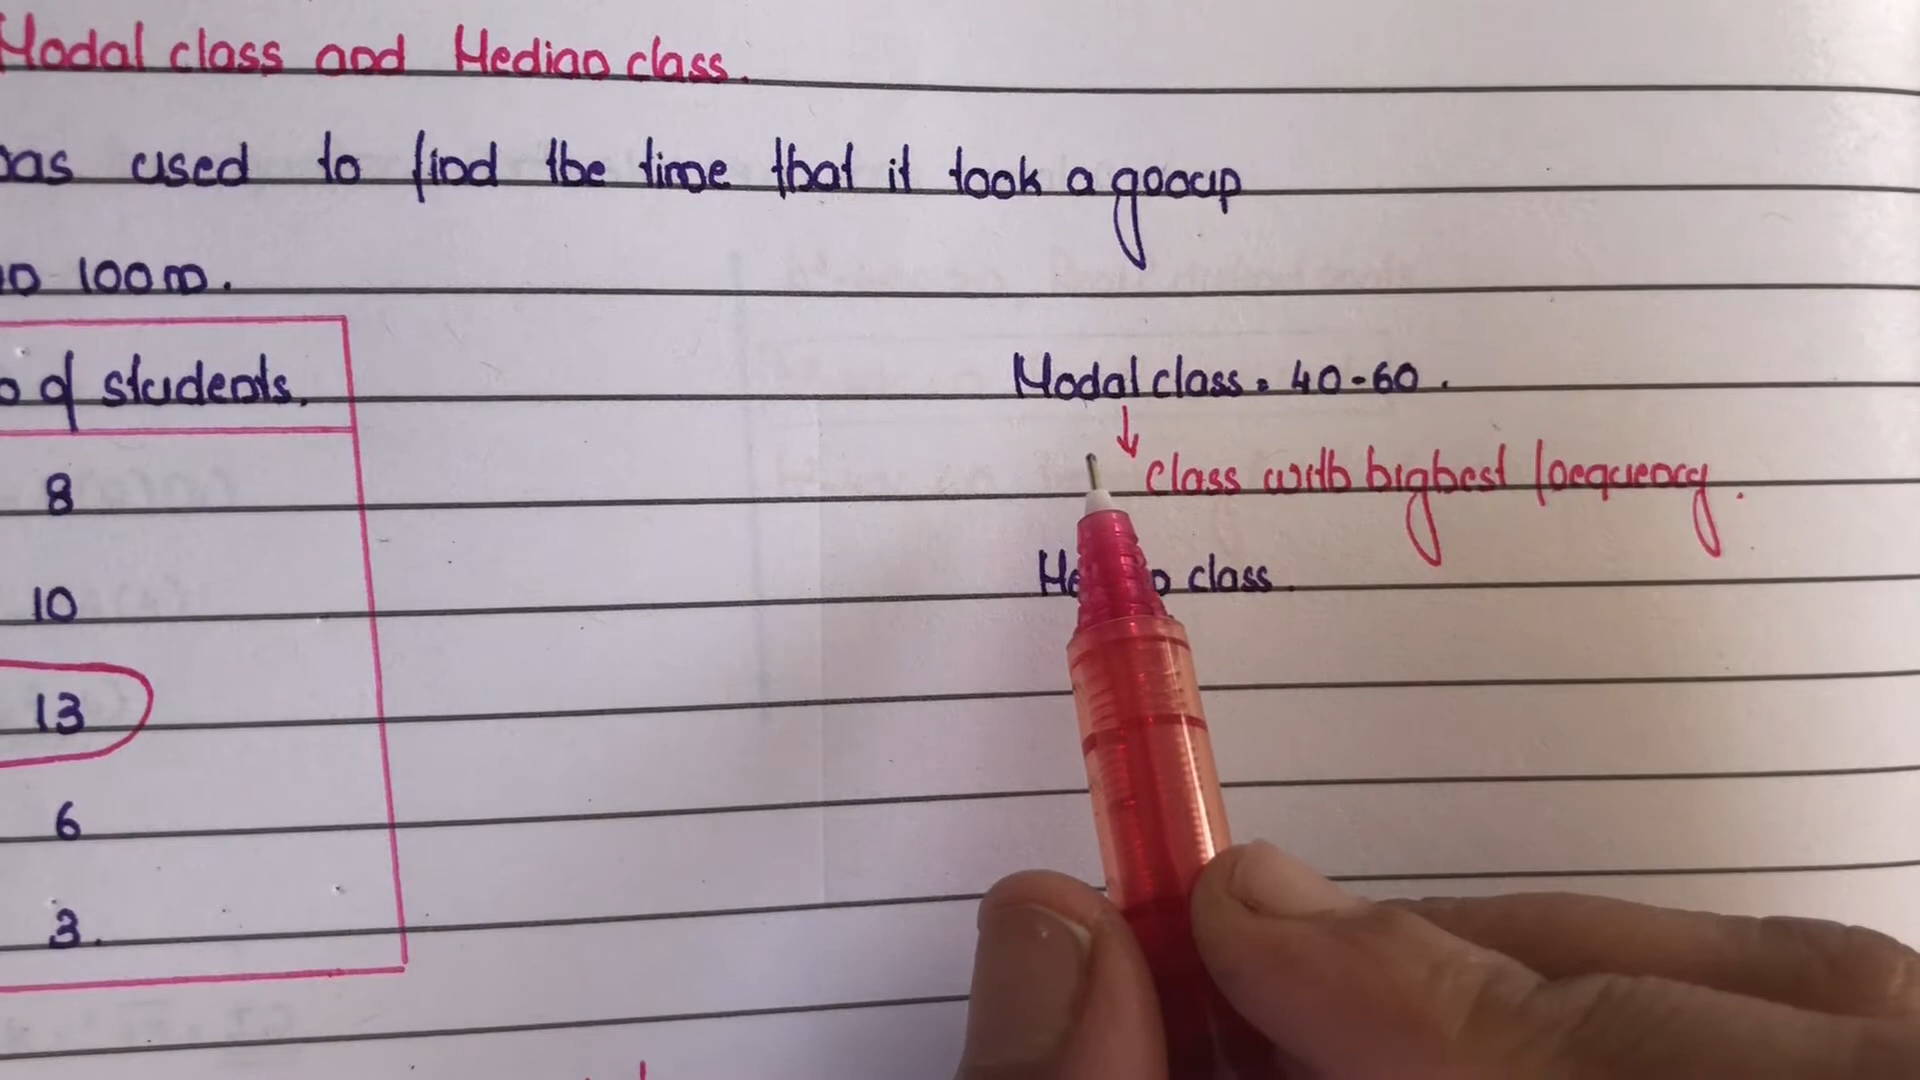 Modal class and Median class.
was used to find the time that it took a group
100m.
of students.
Modal class = 40-60.
class with highest frequency.
8
class.
10
13
6
3.